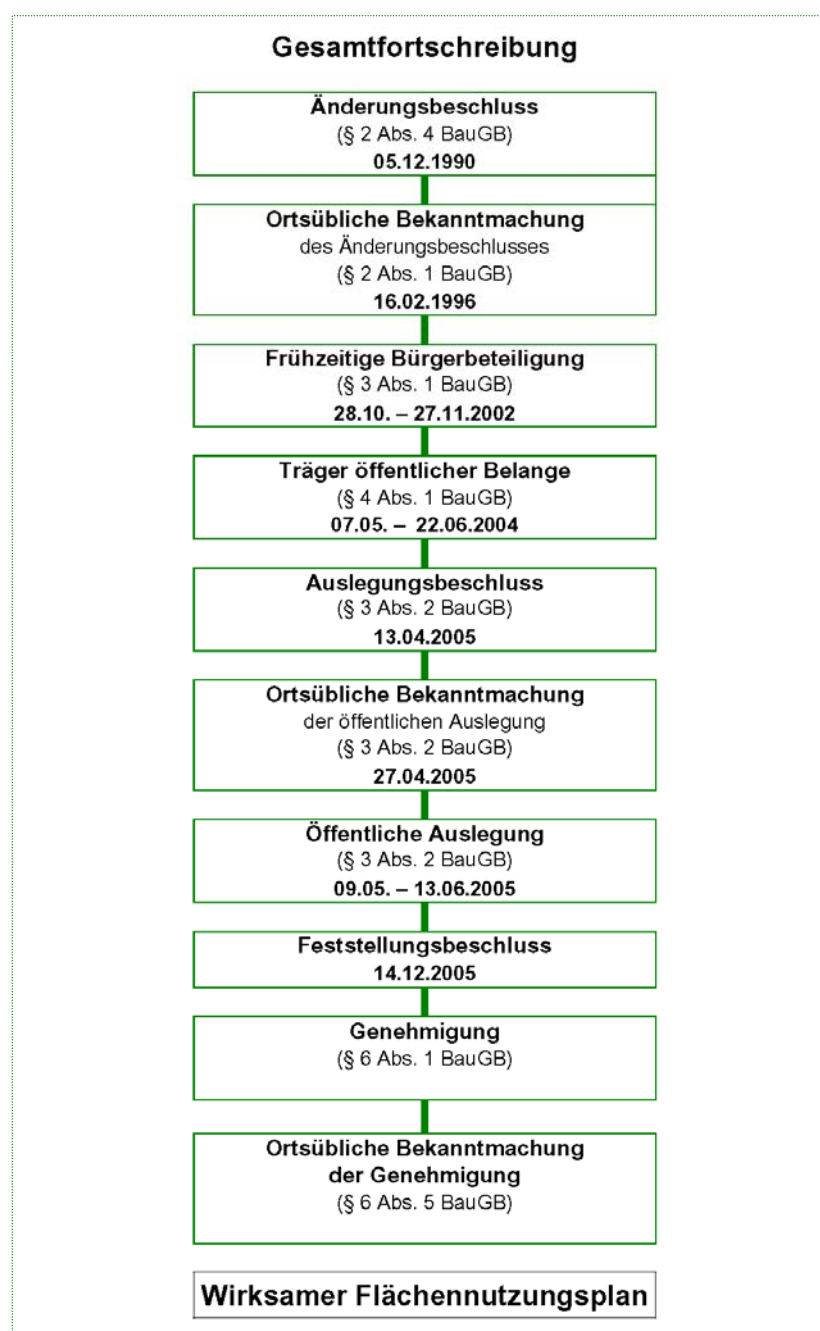 Gesamtfortschreibung
Änderungsbeschluss
(§ 2 Abs. 4 BauGB)
05.12.1990
Ortsübliche Bekanntmachung
des Änderungsbeschlusses
(§ 2 Abs. 1 BauGB)
16.02.1996
Frühzeitige Bürgerbeteiligung
(§ 3 Abs. 1 BauGB)
28.10. – 27.11.2002
Träger öffentlicher Belange
(§ 4 Abs. 1 BauGB)
07.05. – 22.06.2004
Auslegungsbeschluss
(§ 3 Abs. 2 BauGB)
13.04.2005
Ortsübliche Bekanntmachung
der öffentlichen Auslegung
(§ 3 Abs. 2 BauGB)
27.04.2005
Öffentliche Auslegung
(§ 3 Abs. 2 BauGB)
09.05. – 13.06.2005
Feststellungsbeschluss
14.12.2005
Genehmigung
(§ 6 Abs. 1 BauGB)
Ortsübliche Bekanntmachung
der Genehmigung
(§ 6 Abs. 5 BauGB)
Wirksamer Flächennutzungsplan